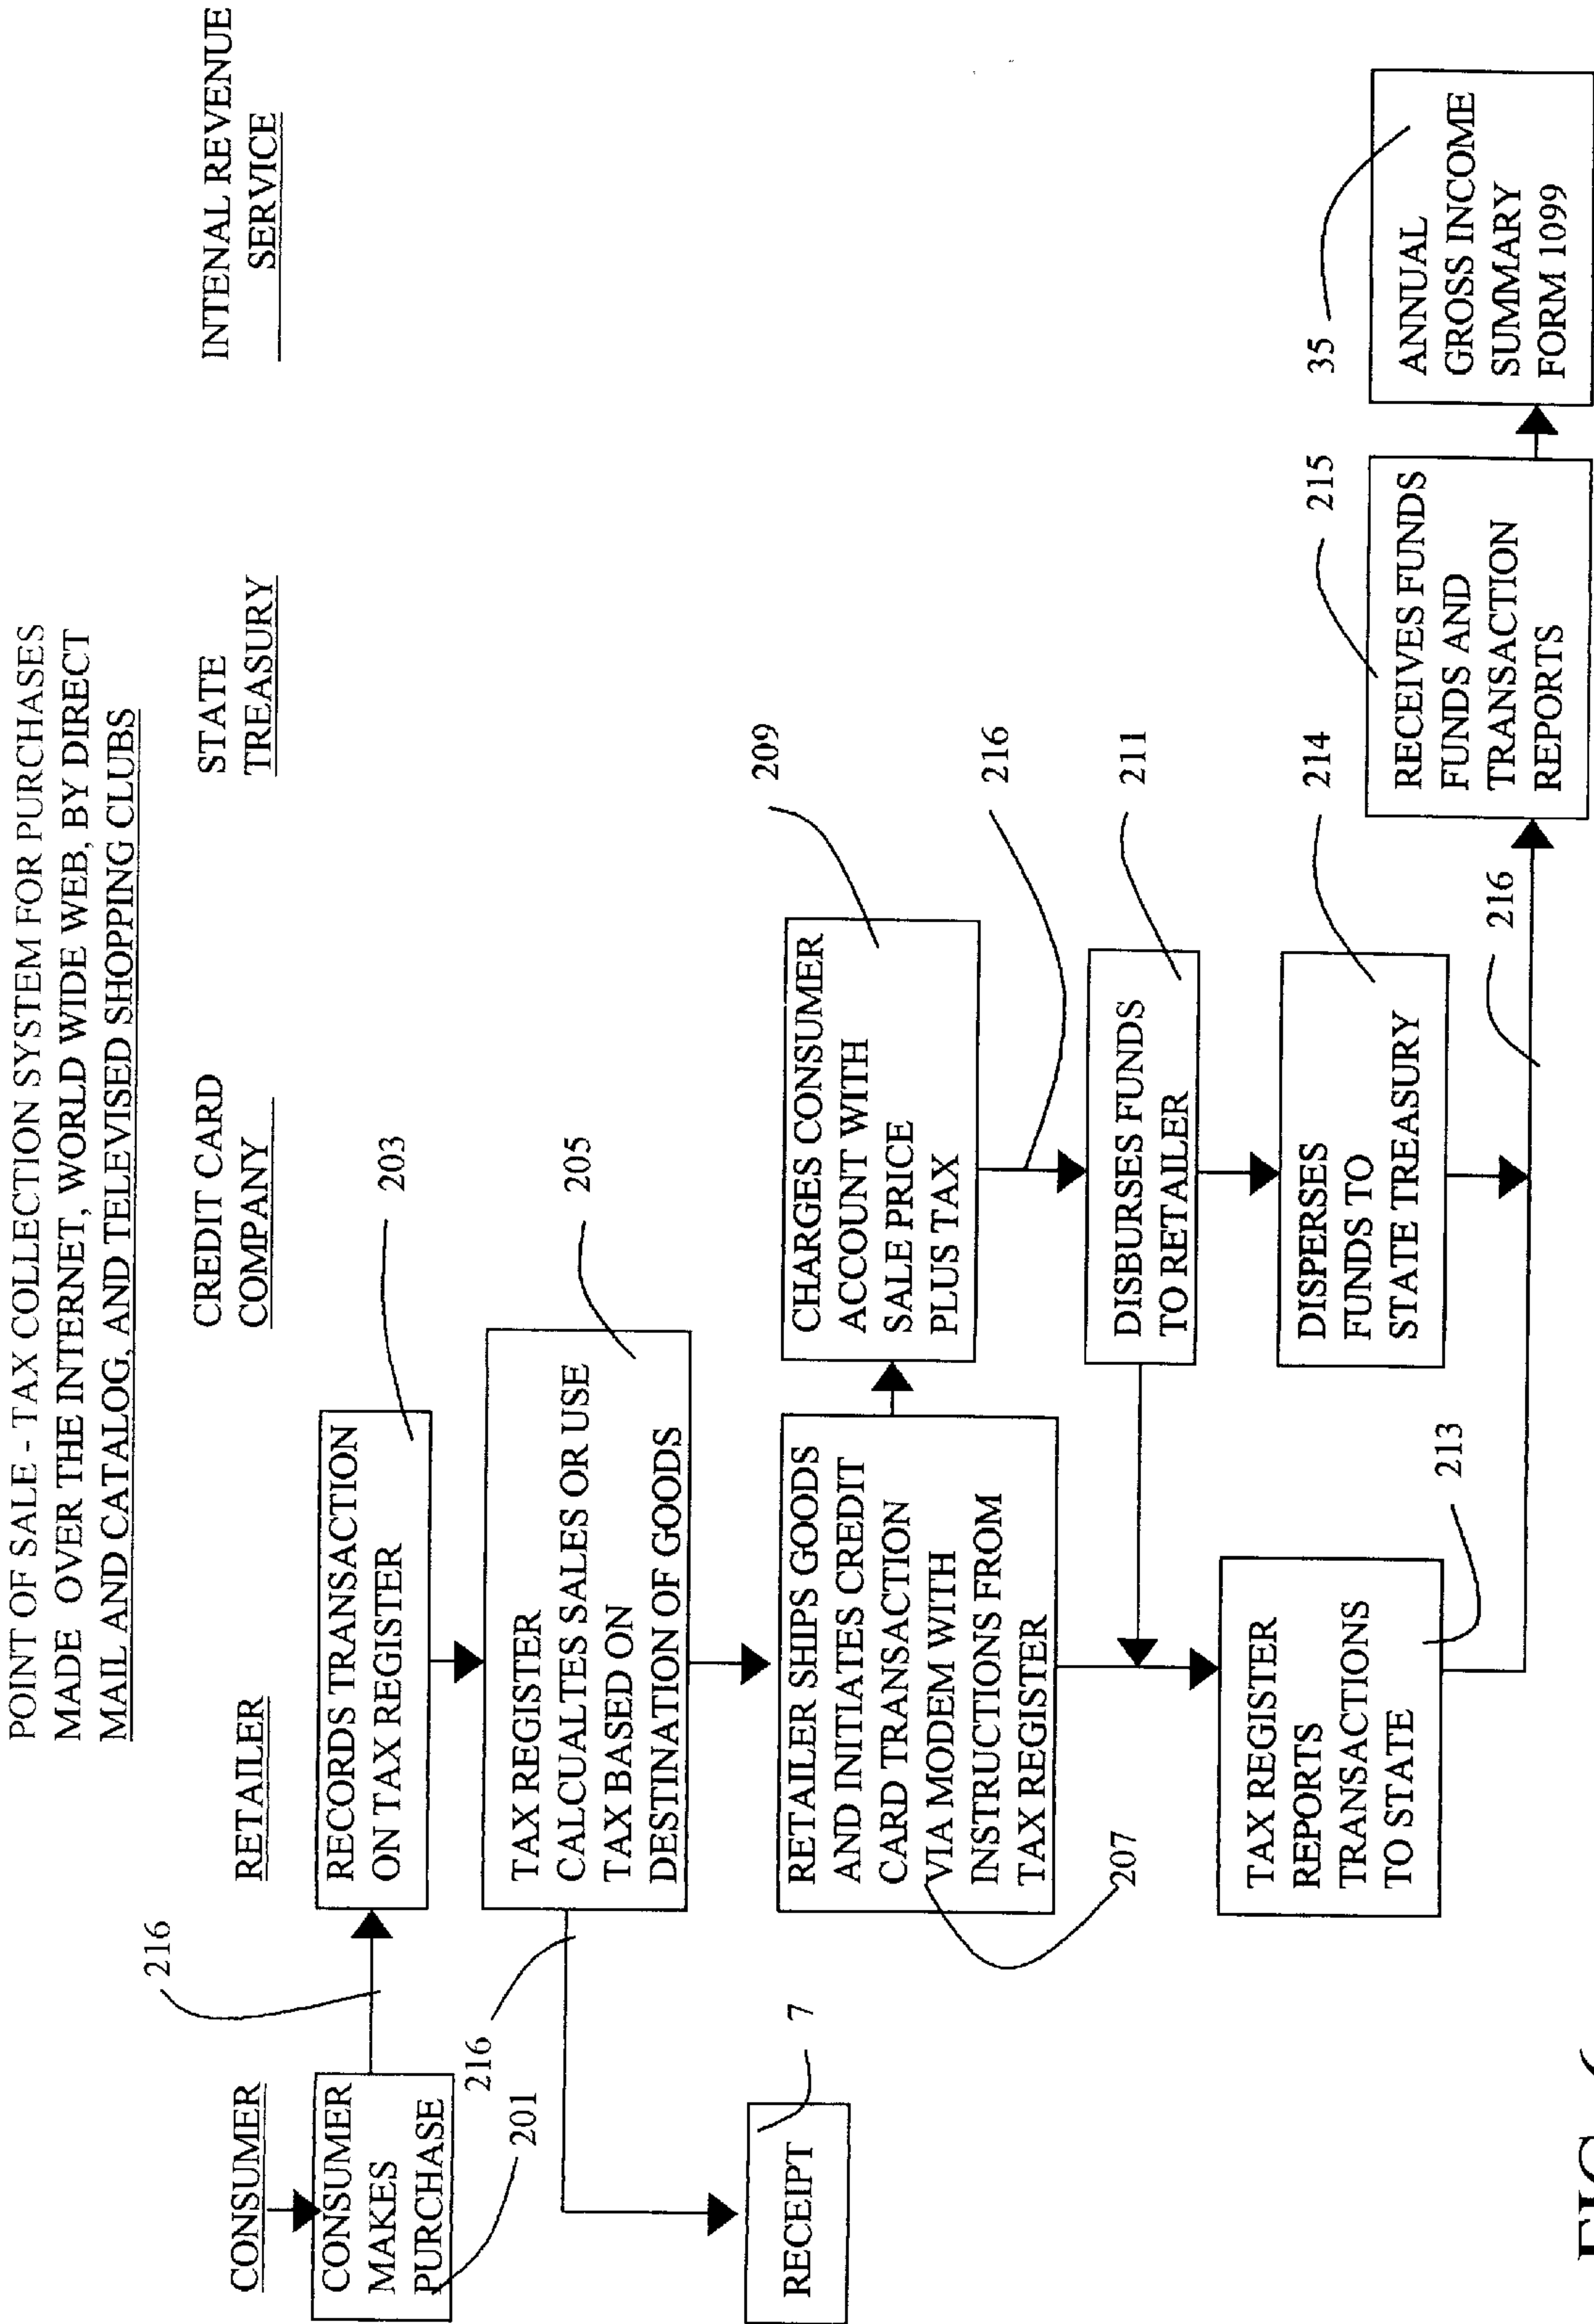 POINT OF SALE - TAX COLLECTION SYSTEM FOR PURCHASES
MADE OVER THE INTERNET, WORLD WIDE WEB, BY DIRECT
MAIL AND CATALOG, AND TELEVISED SHOPPING CLUBS
CONSUMER
RETAILER
CREDIT CARD
COMPANY
STATE
TREASURY
INTENAL REVENUE
SERVICE
CONSUMER
MAKES
PURCHASE
201
216
RECORDS TRANSACTION
ON TAX REGISTER
203
TAX REGISTER
CALCUALTES SALES OR USE
TAX BASED ON
DESTINATION OF GOODS
205
216
RECEIPT
7
RETAILER SHIPS GOODS
AND INITIATES CREDIT
CARD TRANSACTION
VIA MODEM WITH
INSTRUCTIONS FROM
TAX REGISTER
207
CHARGES CONSUMER
ACCOUNT WITH
SALE PRICE
PLUS TAX
209
216
DISBURSES FUNDS
TO RETAILER
211
TAX REGISTER
REPORTS
TRANSACTIONS
TO STATE
213
DISPERSES
FUNDS TO
STATE TREASURY
214
216
RECEIVES FUNDS
FUNDS AND
TRANSACTION
REPORTS
215
ANNUAL
GROSS INCOME
SUMMARY
FORM 1099
35